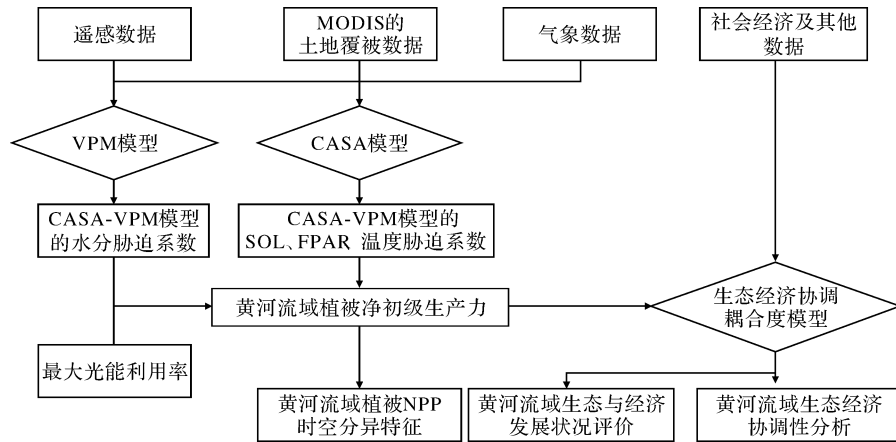 遥感数据
MODIS的
土地覆被数据
气象数据
社会经济及其他
数据
VPM模型
CASA模型
CASA-VPM模型
的水分胁迫系数
CASA-VPM模型的
SOL、FPAR 温度胁迫系数
生态经济协调
耦合度模型
黄河流域植被净初级生产力
最大光能利用率
黄河流域植被NPP
时空分异特征
黄河流域生态与经济
发展状况评价
黄河流域生态经济
协调性分析